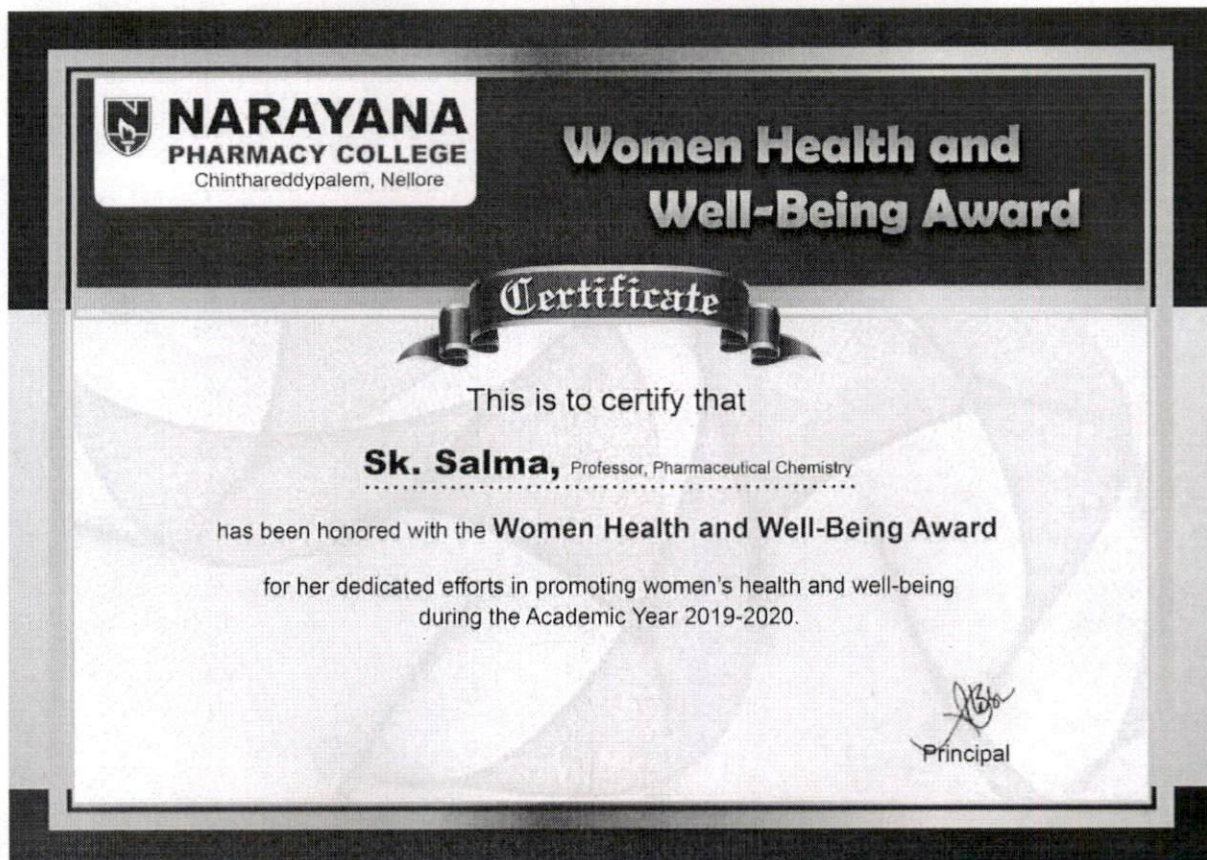 NARAYANA
PHARMACY COLLEGE
Chinthareddypalem, Nellore
Women Health and
Well-Being Award
Certificate
This is to certify that
Sk. Salma, Professor, Pharmaceutical Chemistry
has been honored with the Women Health and Well-Being Award
for her dedicated efforts in promoting women's health and well-being
during the Academic Year 2019-2020.
Principal